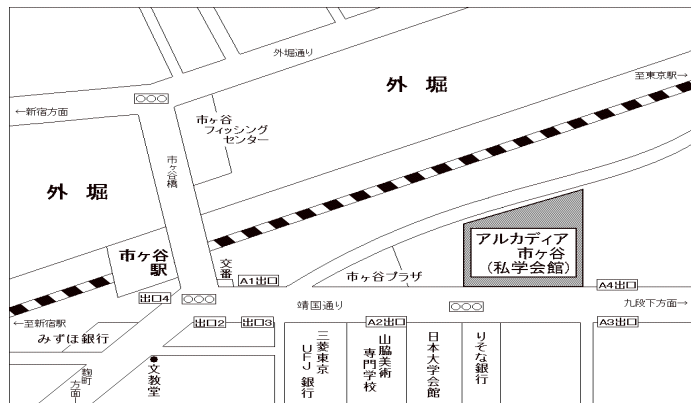 外堀通り
至東京駅→
外 堀
←新宿方面
市ヶ谷
フィッシング
センター
市ヶ谷橋
外 堀
アルカディア
市ヶ谷
(私学会館)
市ヶ谷
駅
交番
A1出口
市ヶ谷プラザ
A4出口
出口4
靖国通り
九段下方面→
←至新宿駅
出口2
出口3
A2出口
A3出口
みずほ銀行
三菱東京
UFJ 銀行
山脇美術
専門学校
日本大学会館
りそな銀行
文教堂
麹町
方面